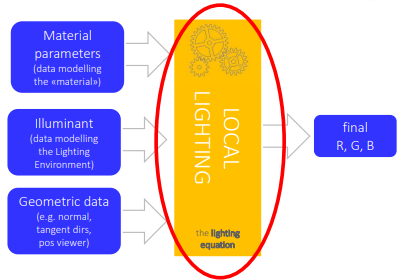 Material
parameters
(data modelling
the «material»)
Illuminant
(data modelling
the Lighting
Environment)
Geometric data
(e.g. normal,
tangent dirs,
pos viewer)
LOCAL
LIGHTING
the lighting
equation
final
R, G, B